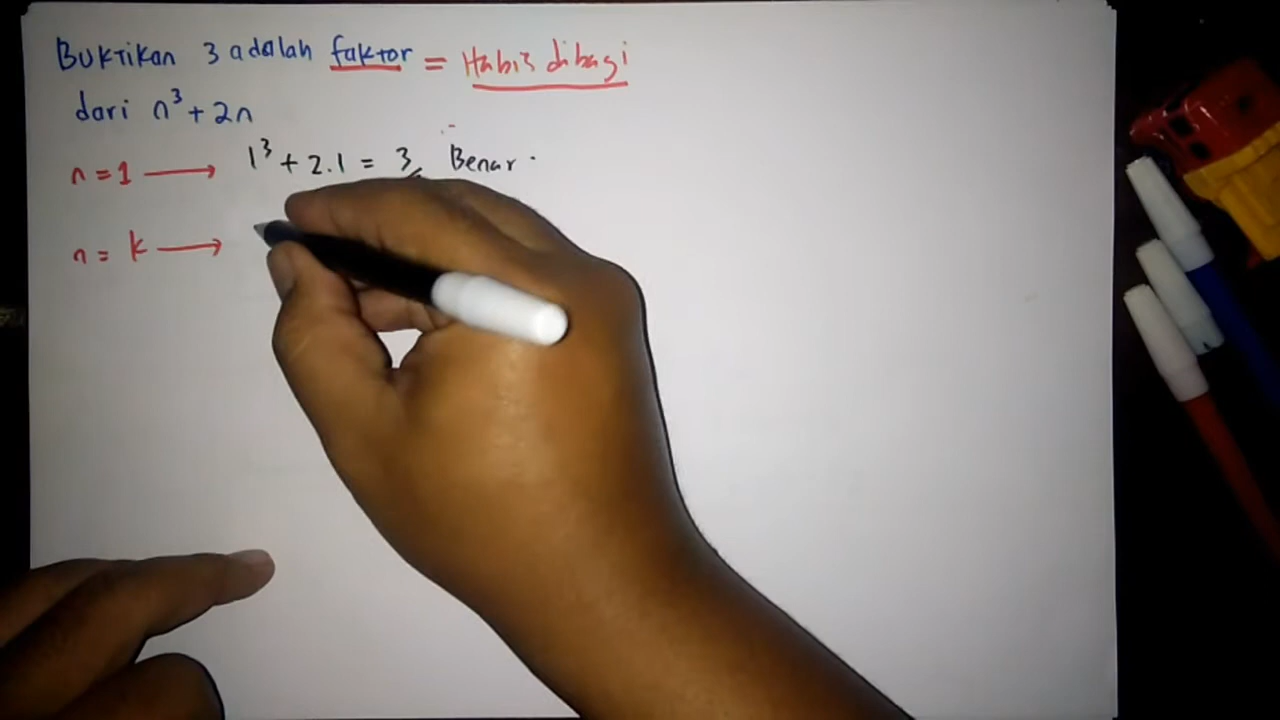 Buktikan 3 adalah faktor = Habis dibagi
dari n³ + 2n
n = 1 → 1³ + 2.1 = 3 Benar.
n = k →